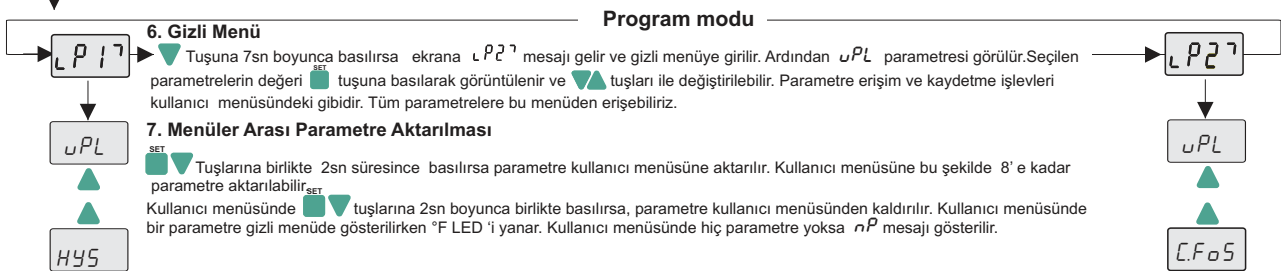 Program modu
6. Gizli Menü
˪P1˥ Tuşuna 7sn boyunca basılırsa ekrana ˪P2˥ mesajı gelir ve gizli menüye girilir. Ardından uPL parametresi görülür.Seçilen ˪P2˥
SET
parametrelerin değeri tuşuna basılarak görüntülenir ve tuşları ile değiştirilebilir. Parametre erişim ve kaydetme işlevleri
kullanıcı menüsündeki gibidir. Tüm parametrelere bu menüden erişebiliriz.
7. Menüler Arası Parametre Aktarılması
uPL
uPL
SET
Tuşlarına birlikte 2sn süresince basılırsa parametre kullanıcı menüsüne aktarılır. Kullanıcı menüsüne bu şekilde 8' e kadar
parametre aktarılabilir.
SET
Kullanıcı menüsünde tuşlarına 2sn boyunca birlikte basılırsa, parametre kullanıcı menüsünden kaldırılır. Kullanıcı menüsünde
bir parametre gizli menüde gösterilirken °F LED 'i yanar. Kullanıcı menüsünde hiç parametre yoksa nP mesajı gösterilir.
HYS
C.FoS